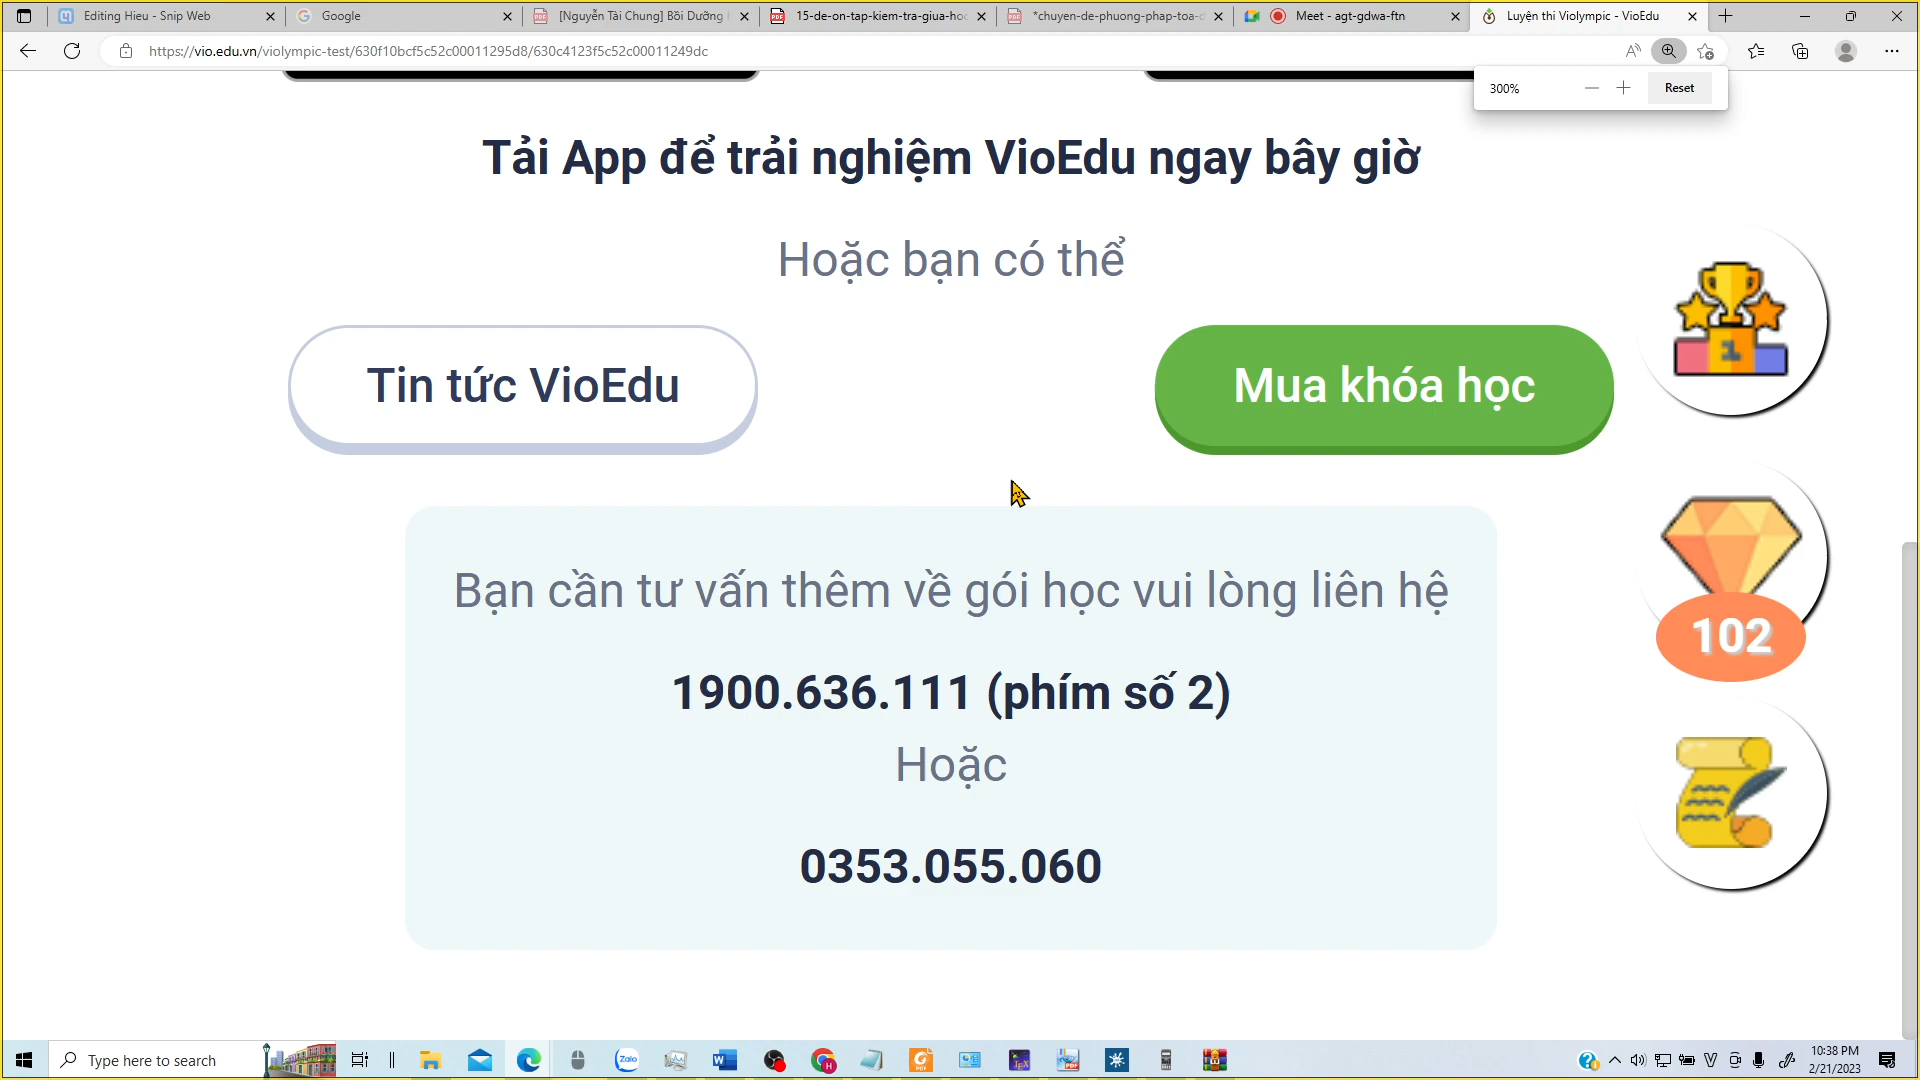 Editing Hieu - Snip Web
Google
[Nguyễn Tài Chung] Bồi Dưỡng
15-de-on-tap-kiem-tra-giua-hoc
*chuyen-de-phuong-phap-toa-d
Meet - agt-gdwa-ftn
Luyện thi Violympic - VioEdu
https://vio.edu.vn/violympic-test/630f10bcf5c52c00011295d8/630c4123f5c52c00011249dc
300%
Reset
Tải App để trải nghiệm VioEdu ngay bây giờ
Hoặc bạn có thể
Tin tức VioEdu
Mua khóa học
1
Bạn cần tư vấn thêm về gói học vui lòng liên hệ
102
1900.636.111 (phím số 2)
Hoặc
0353.055.060
Type here to search
Zalo
10:38 PM
2/21/2023